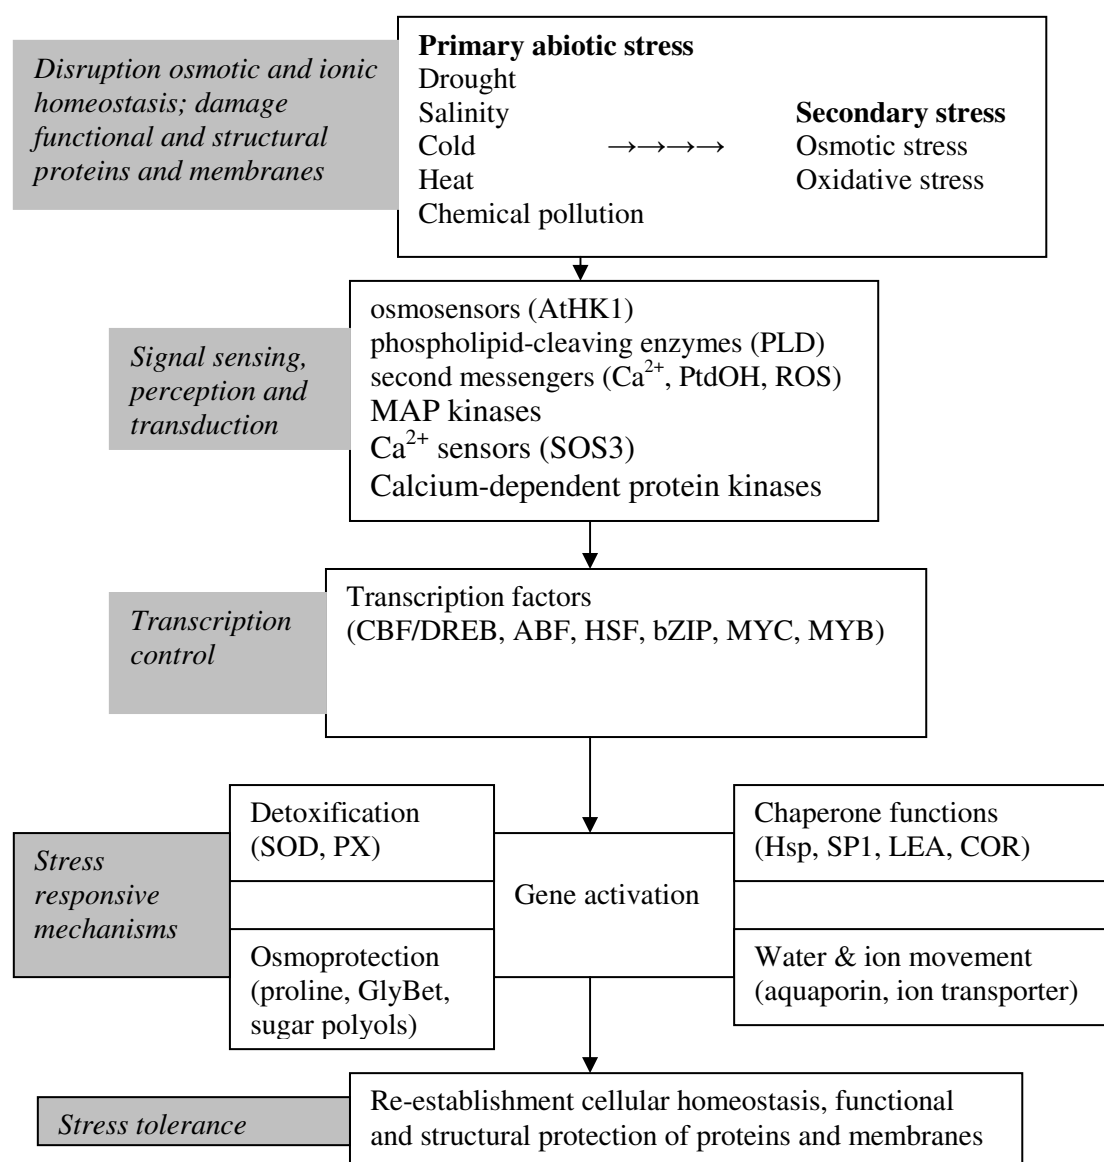 Disruption osmotic and ionic
homeostasis; damage
functional and structural
proteins and membranes
Primary abiotic stress
Drought
Salinity
Cold →→→→
Heat
Chemical pollution
Secondary stress
Osmotic stress
Oxidative stress
Signal sensing,
perception and
transduction
osmosensors (AtHK1)
phospholipid-cleaving enzymes (PLD)
second messengers (Ca²⁺, PtdOH, ROS)
MAP kinases
Ca²⁺ sensors (SOS3)
Calcium-dependent protein kinases
Transcription
control
Transcription factors
(CBF/DREB, ABF, HSF, bZIP, MYC, MYB)
Stress
responsive
mechanisms
Detoxification
(SOD, PX)
Osmoprotection
(proline, GlyBet,
sugar polyols)
Gene activation
Chaperone functions
(Hsp, SP1, LEA, COR)
Water & ion movement
(aquaporin, ion transporter)
Stress tolerance
Re-establishment cellular homeostasis, functional
and structural protection of proteins and membranes